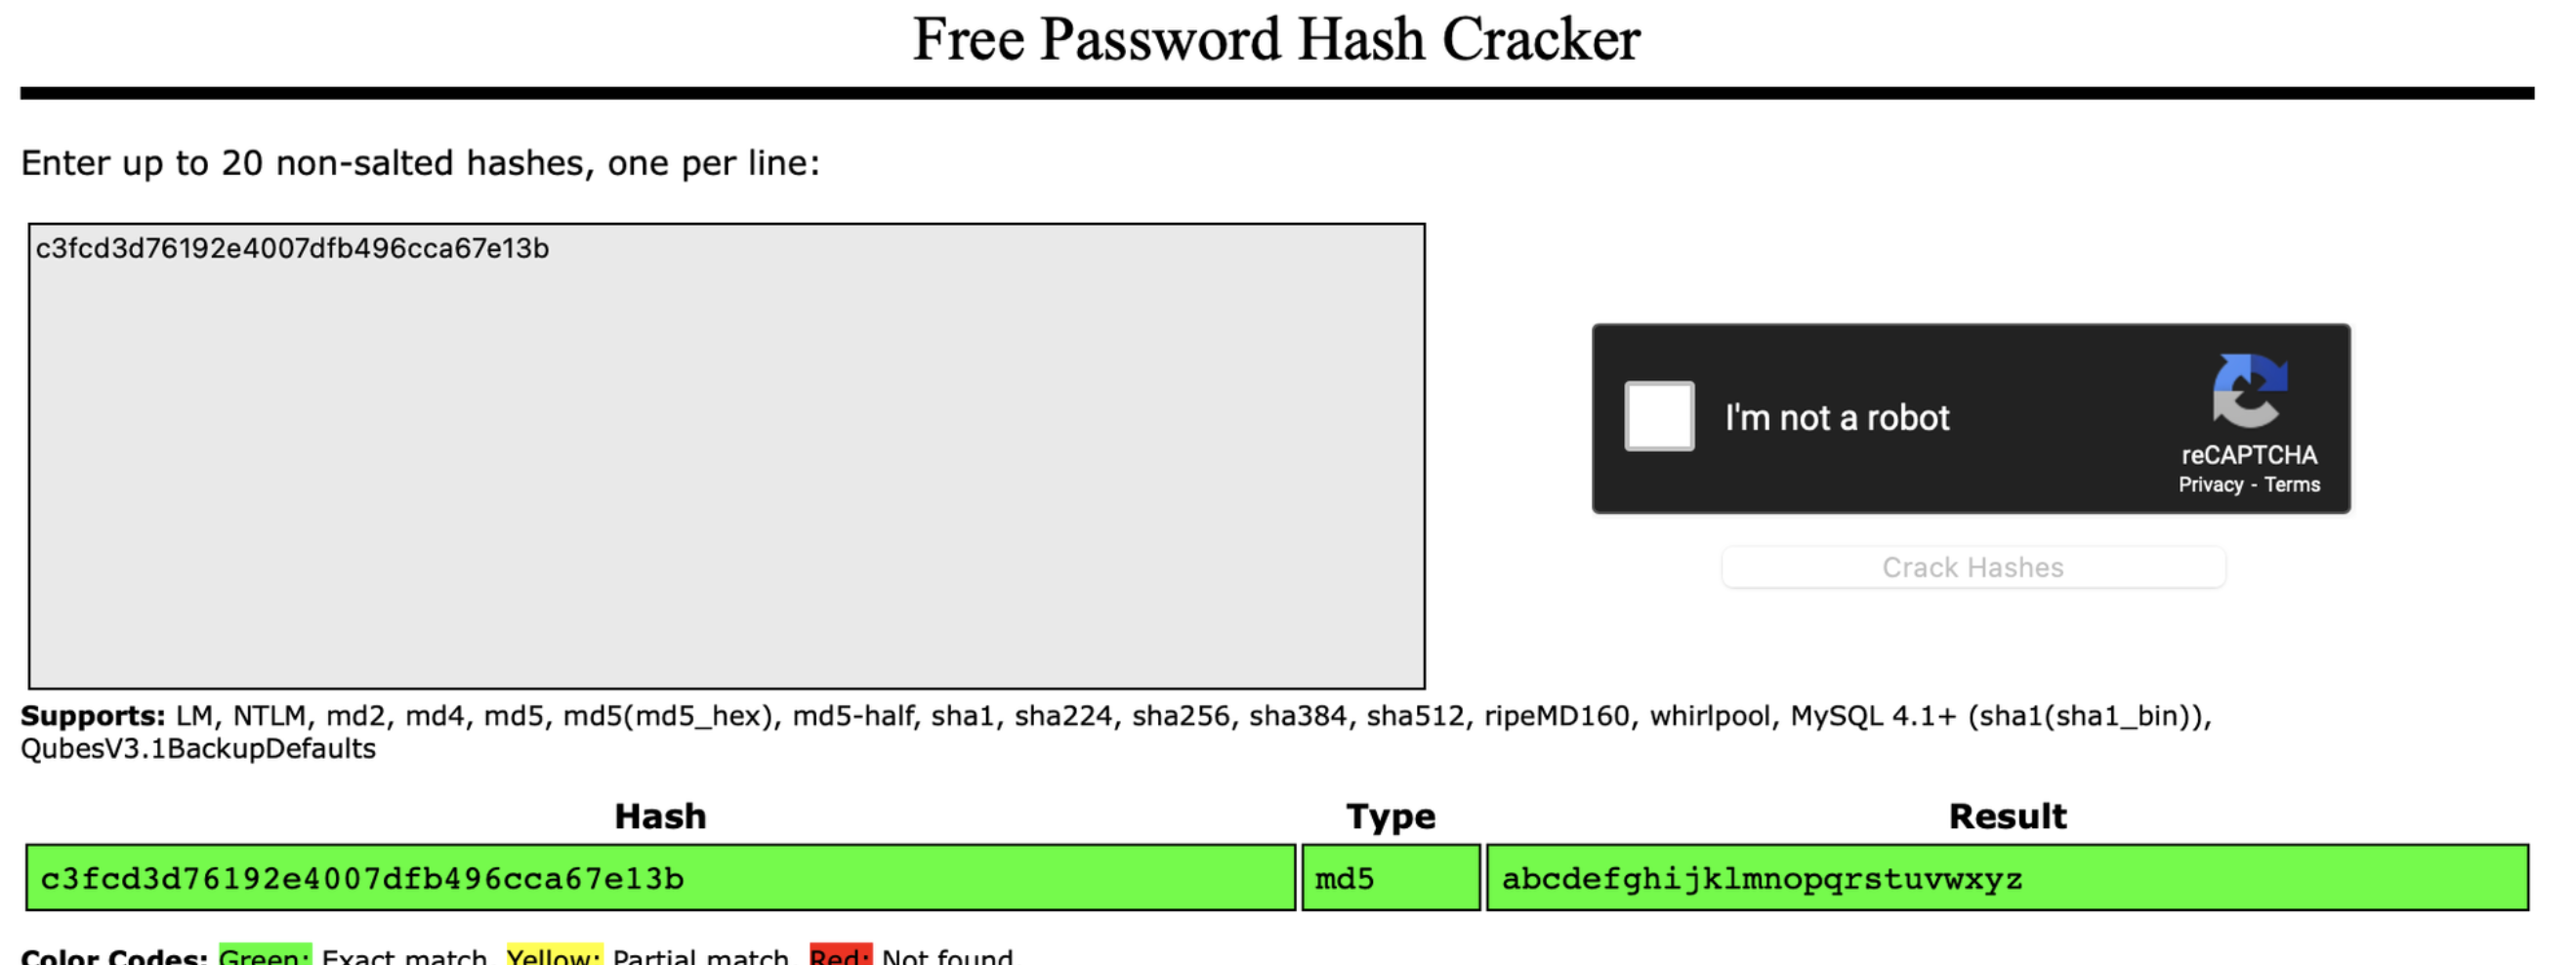 Free Password Hash Cracker
Enter up to 20 non-salted hashes, one per line:
c3fcd3d76192e4007dfb496cca67e13b
I'm not a robot
reCAPTCHA
Privacy - Terms
Crack Hashes
Supports: LM, NTLM, md2, md4, md5, md5(md5_hex), md5-half, sha1, sha224, sha256, sha384, sha512, ripeMD160, whirlpool, MySQL 4.1+ (sha1(sha1_bin)),
QubesV3.1BackupDefaults
Hash Type Result
c3fcd3d76192e4007dfb496cca67e13b md5 abcdefghijklmnopqrstuvwxyz
Color Codes: Green: Exact match, Yellow: Partial match, Red: Not found.